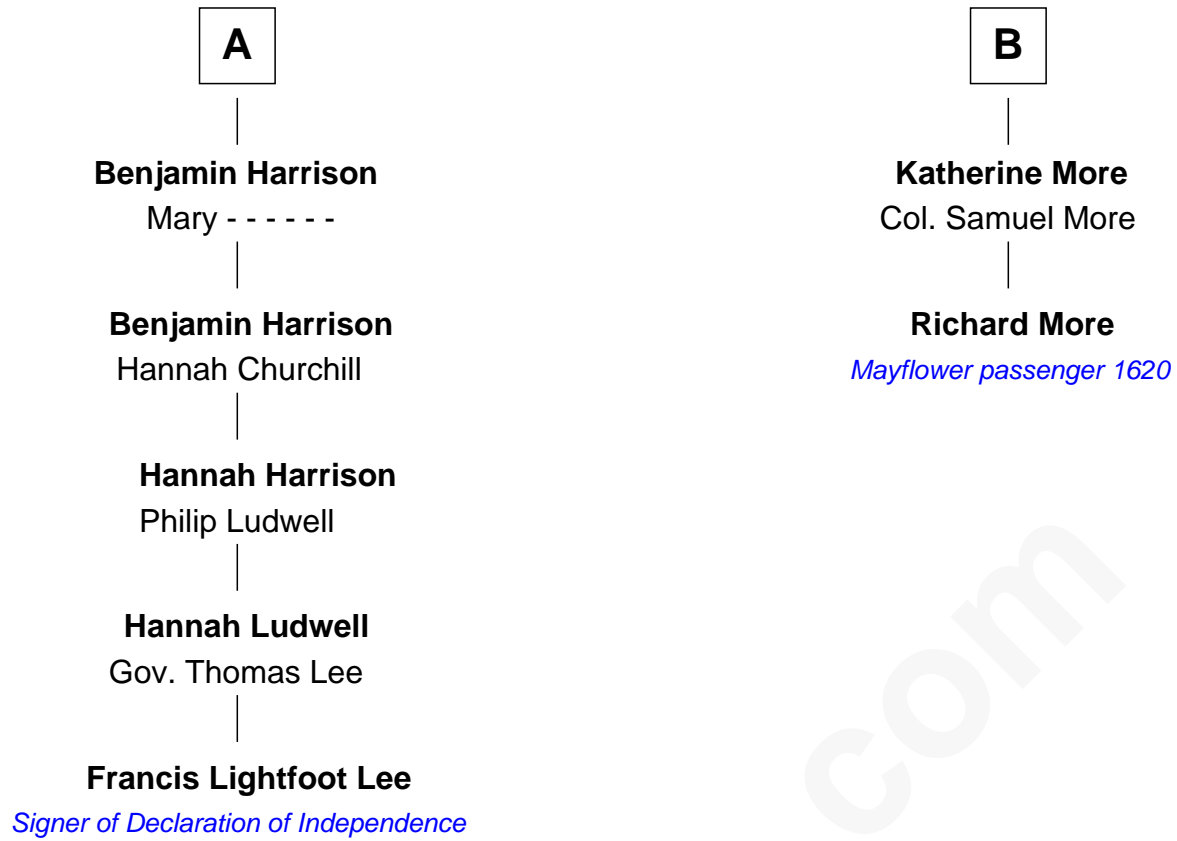 A
Benjamin Harrison
Mary - - - - - -
Benjamin Harrison
Hannah Churchill
Hannah Harrison
Philip Ludwell
Hannah Ludwell
Gov. Thomas Lee
Francis Lightfoot Lee
Signer of Declaration of Independence
B
Katherine More
Col. Samuel More
Richard More
Mayflower passenger 1620
com